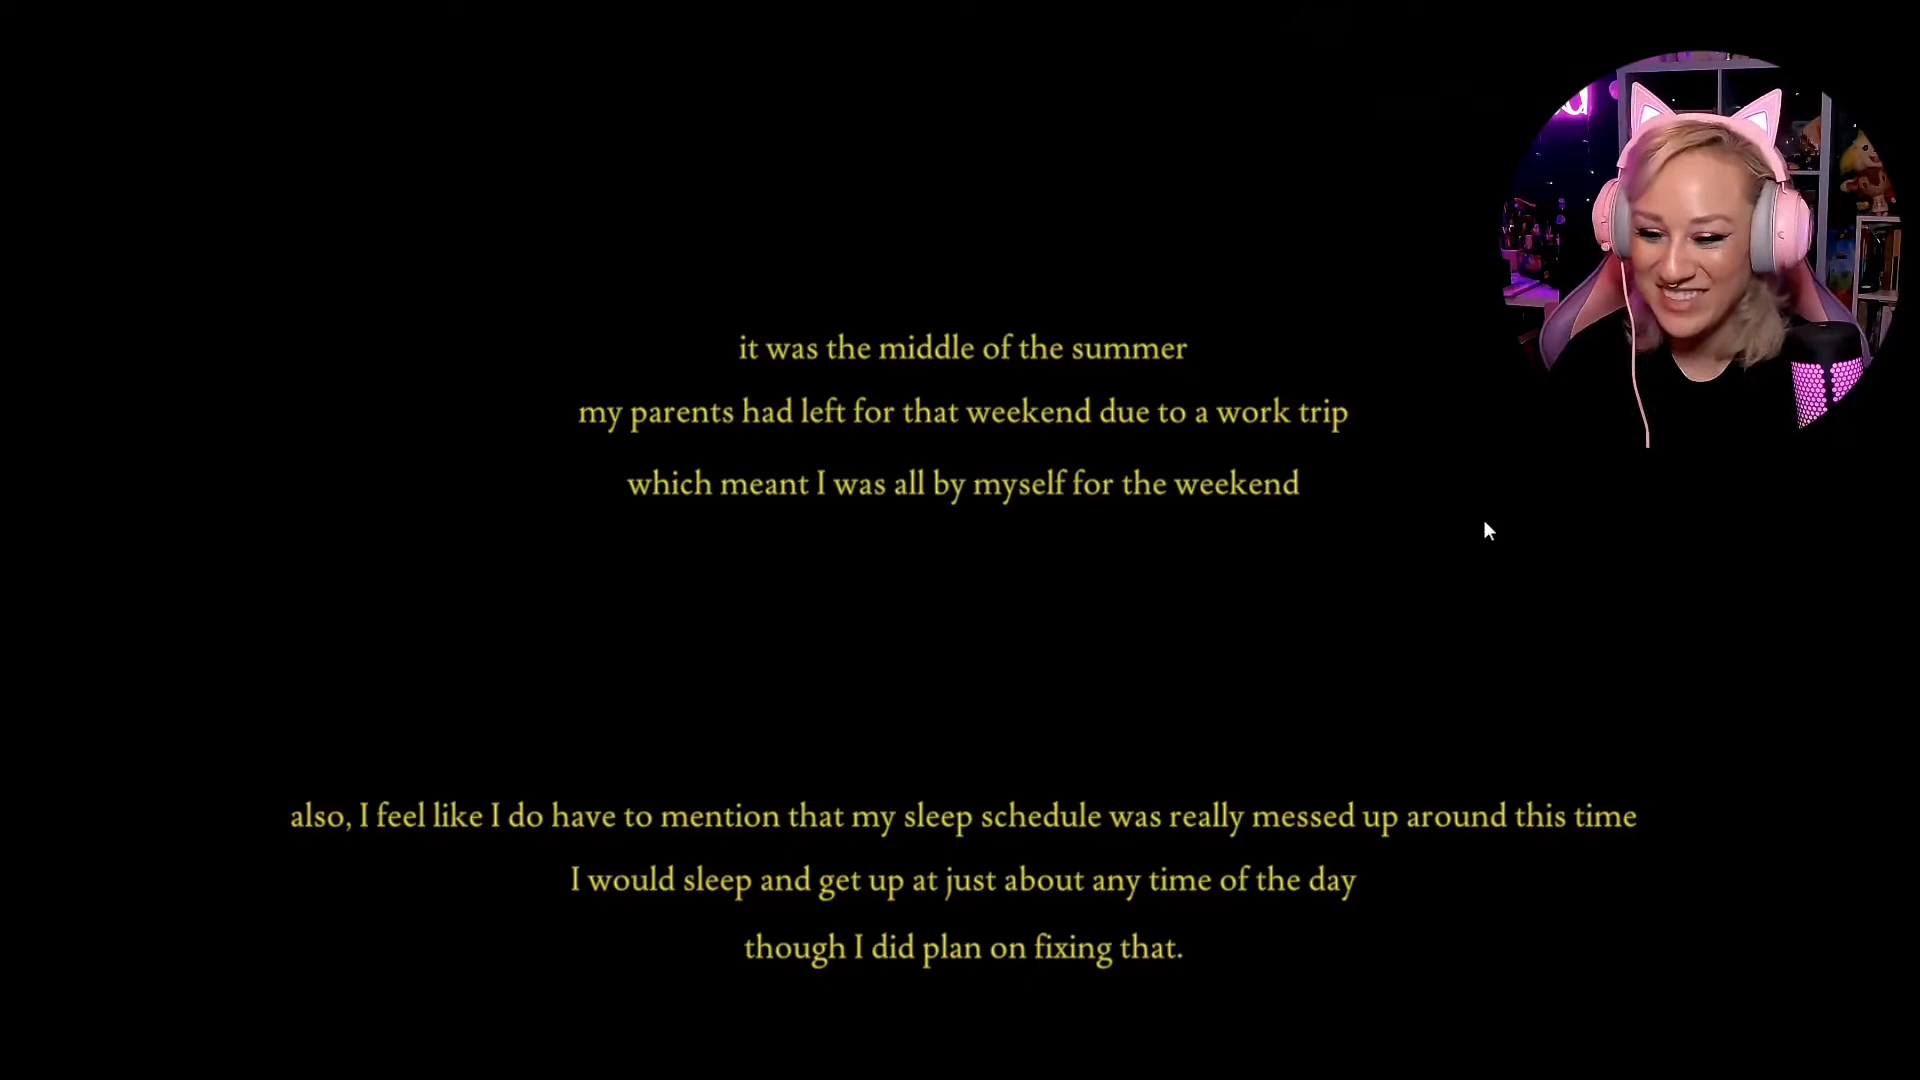 it was the middle of the summer
my parents had left for that weekend due to a work trip
which meant I was all by myself for the weekend
also, I feel like I do have to mention that my sleep schedule was really messed up around this time
I would sleep and get up at just about any time of the day
though I did plan on fixing that.